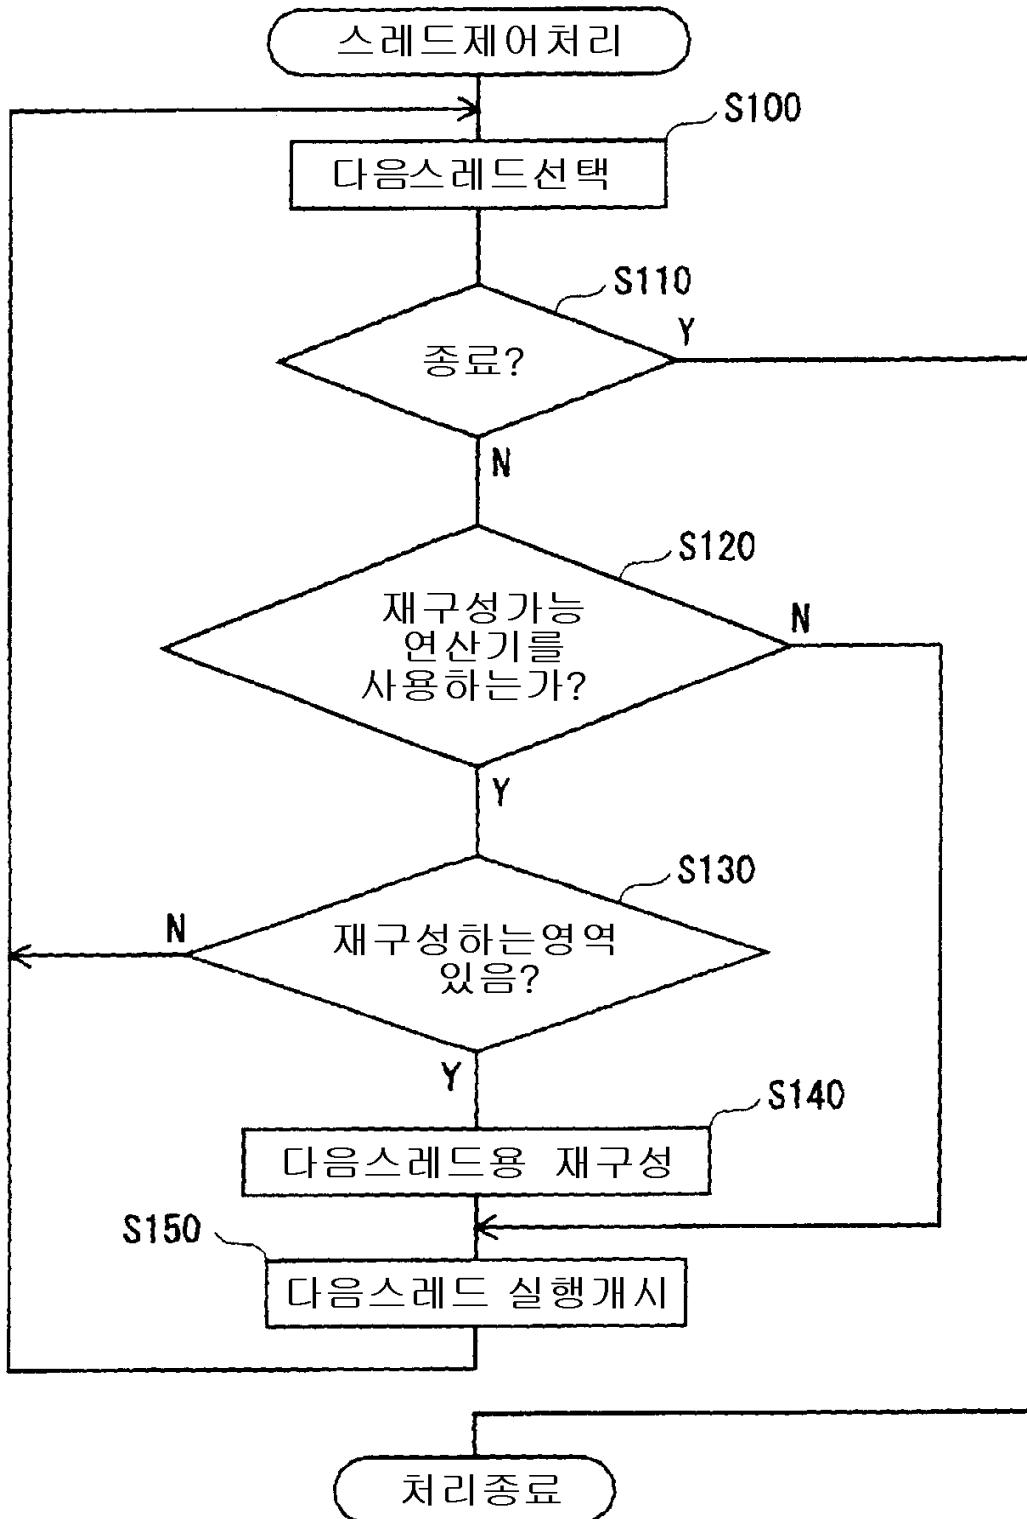 스레드제어처리
S100
다음스레드선택
S110
종료?
Y
N
S120
재구성가능
연산기를
사용하는가?
N
Y
S130
재구성하는영역
있음?
N
Y
S140
다음스레드용 재구성
S150
다음스레드 실행개시
처리종료